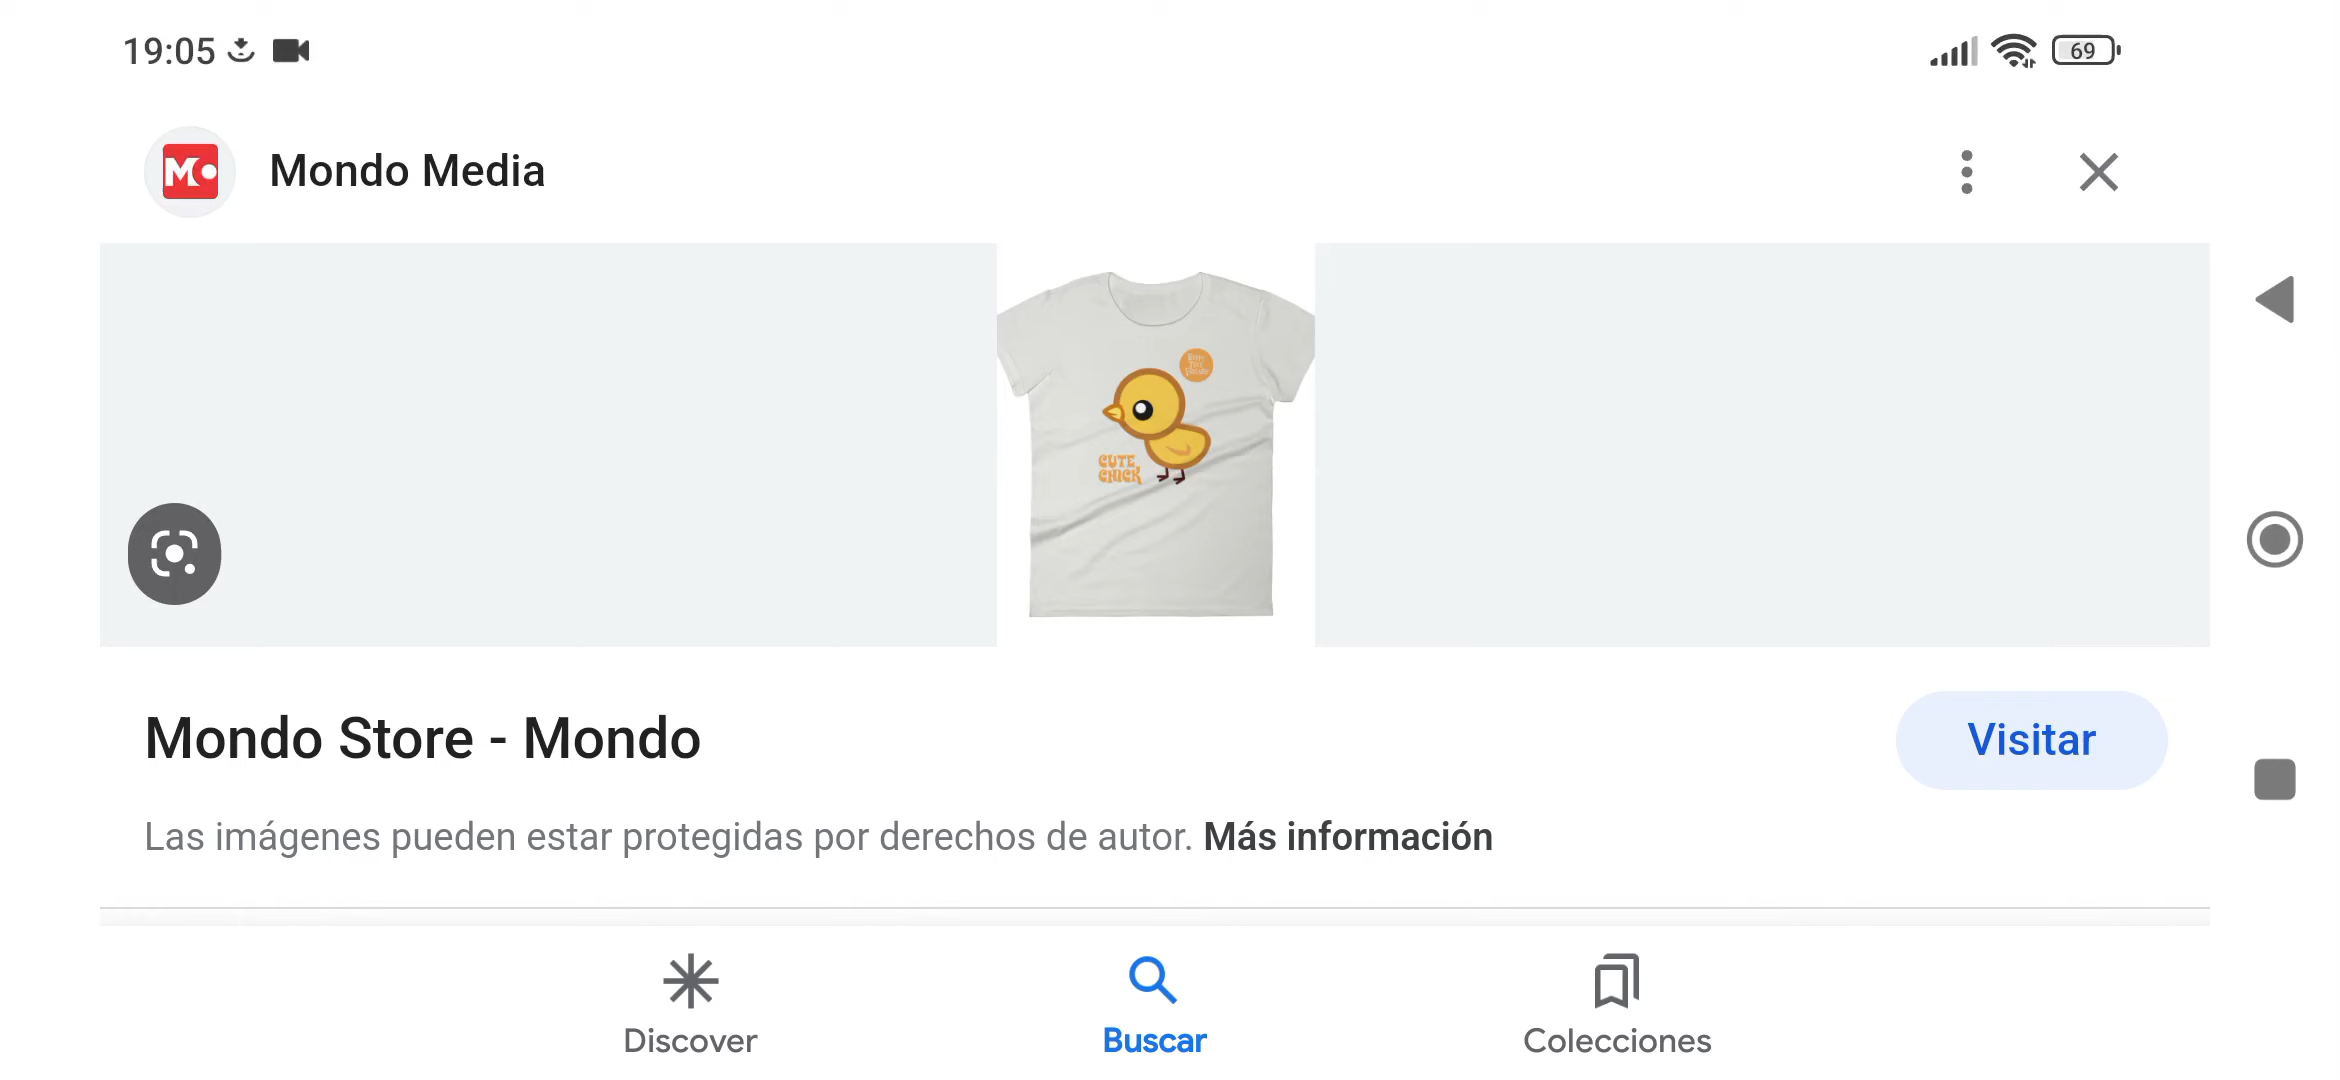 19:05
69
Mondo Media
CUTE
CHICK
Mondo Store - Mondo
Visitar
Las imágenes pueden estar protegidas por derechos de autor. Más información
Discover
Buscar
Colecciones